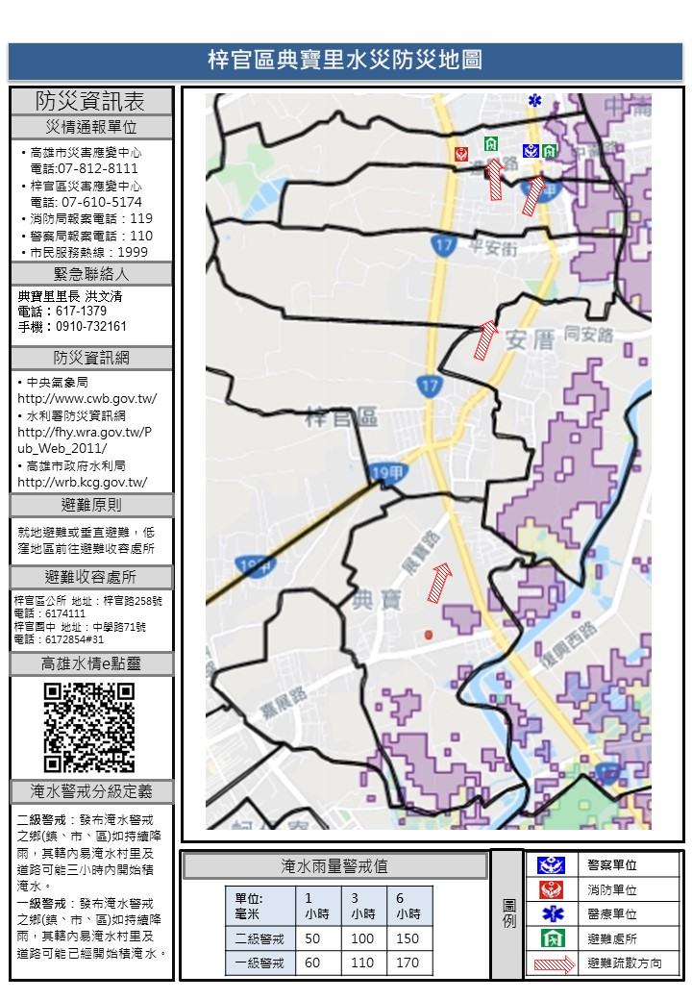 梓官區典寶里水災防災地圖
防災資訊表
災情通報單位
• 高雄市災害應變中心
電話:07-812-8111
• 梓官區災害應變中心
電話: 07-610-5174
• 消防局報案電話：119
• 警察局報案電話：110
• 市民服務熱線：1999
緊急聯絡人
典寶里里長 洪文清
電話：617-1379
手機：0910-732161
防災資訊網
• 中央氣象局
http://www.cwb.gov.tw/
• 水利署防災資訊網
http://fhy.wra.gov.tw/P
ub_Web_2011/
• 高雄市政府水利局
http://wrb.kcg.gov.tw/
避難原則
就地避難或垂直避難，低
窪地區前往避難收容處所
避難收容處所
梓官區公所 地址：梓官路258號
電話：6174111
梓官國中 地址：中學路71號
電話：6172854#31
高雄水情e點靈
淹水警戒分級定義
二級警戒：發布淹水警戒
之鄉(鎮、市、區)如持續降
雨，其轄內易淹水村里及
道路可能三小時內開始積
淹水。
一級警戒：發布淹水警戒
之鄉(鎮、市、區)如持續降
雨，其轄內易淹水村里及
道路可能已經開始積淹水。
中崙
中崙路
路
17
平安街
安厝
同安路
17
梓官區
19甲
19甲
展寶路
典寶
復興西路
嘉展路
淹水雨量警戒值
單位:
毫米
1
小時
3
小時
6
小時
二級警戒 50 100 150
一級警戒 60 110 170
圖例
警察單位
消防單位
醫療單位
避難處所
避難疏散方向